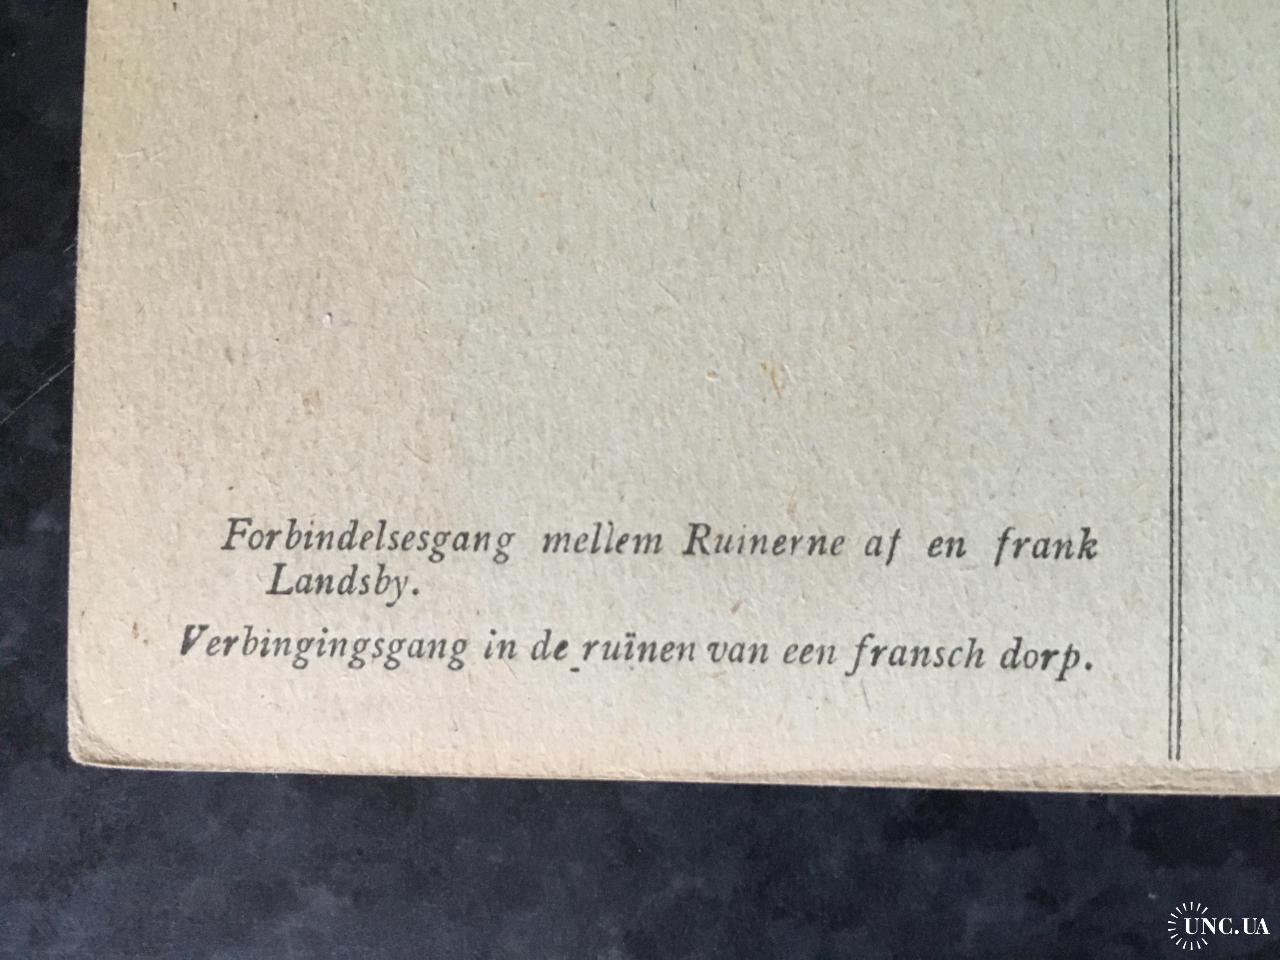 Forbindelsesgang mellem Ruinerne af en frank
Landsby.
Verbingingsgang in de ruïnen van een fransch dorp.
UNC.UA